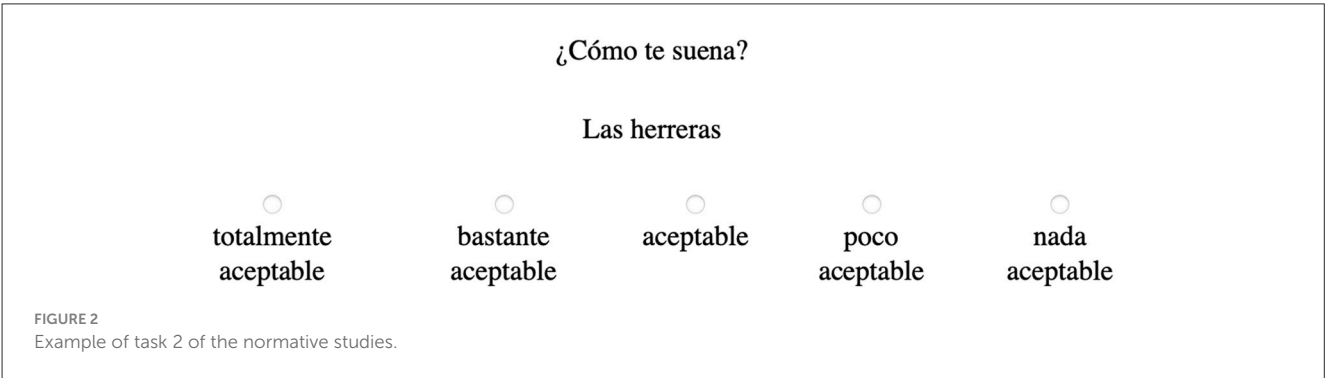 ¿Cómo te suena?
Las herreras
totalmente aceptable
bastante aceptable
aceptable
poco aceptable
nada aceptable
FIGURE 2
Example of task 2 of the normative studies.